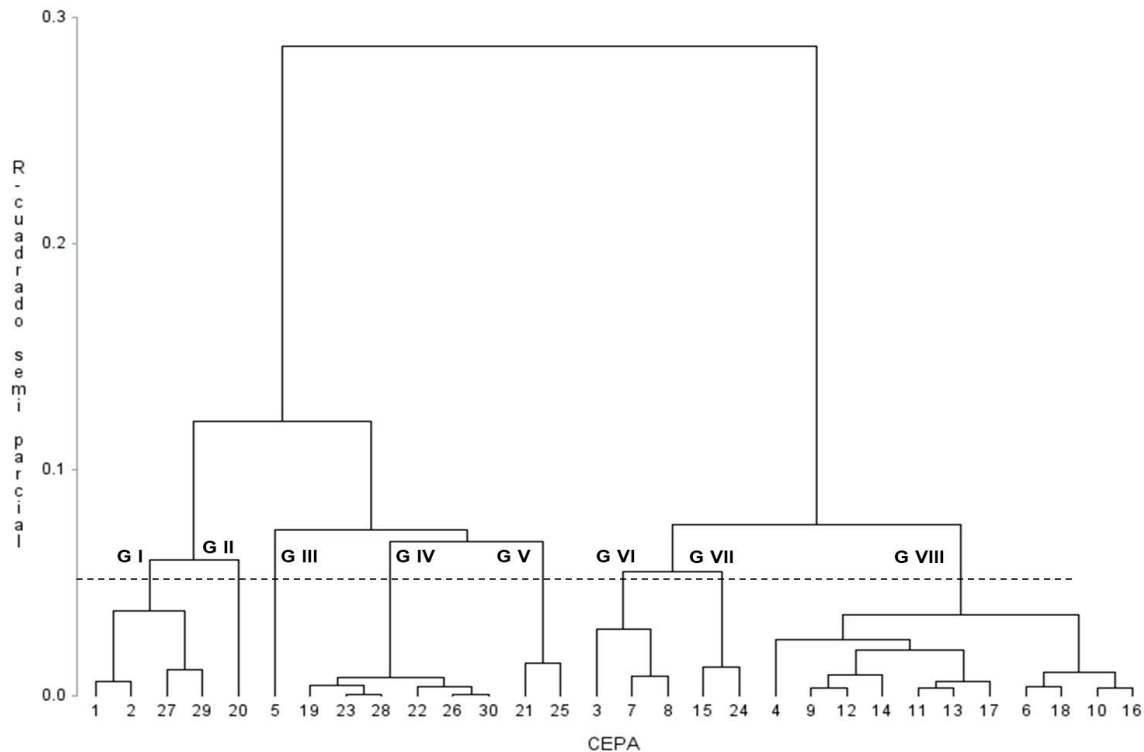 0.3
0.2
0.1
0.0
R-cuadrado semi parcial
G I
G II
G III
G IV
G V
G VI
G VII
G VIII
1 2 27 29 20 5 19 23 28 22 26 30 21 25 3 7 8 15 24 4 9 12 14 11 13 17 6 18 10 16
CEPA